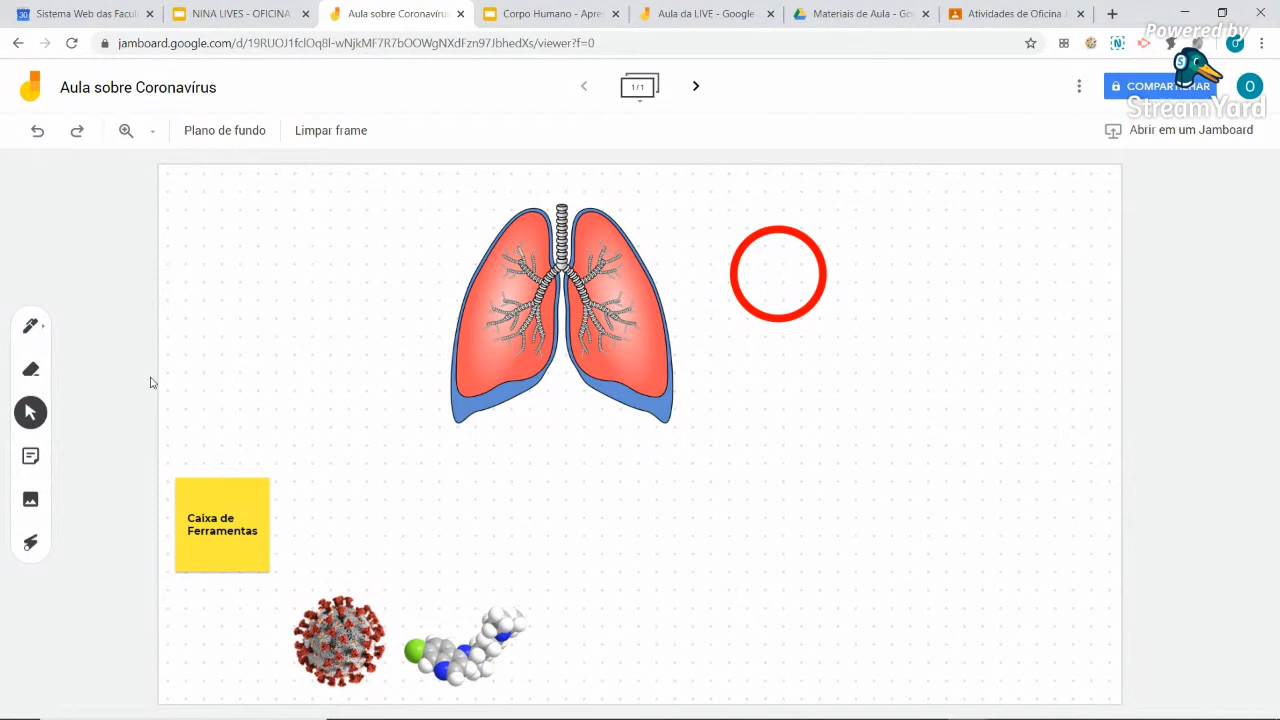 Sistema Web das Facul
NINA LIVES OFICINA
Aula sobre Coronavírus
Corpo Humano - Apre
Aula da LIVE - Google
Materiais de Aula - Go
Atividades de Oficina J
jamboard.google.com/d/19RUOJ1fclOq8l-wNjkMF7R7bOOWgNXdFzn97JbhedXs/viewer?f=0
Powered by
StreamYard
Aula sobre Coronavírus
1/1
COMPARTILHAR
O
Plano de fundo
Limpar frame
Abrir em um Jamboard
Caixa de
Ferramentas